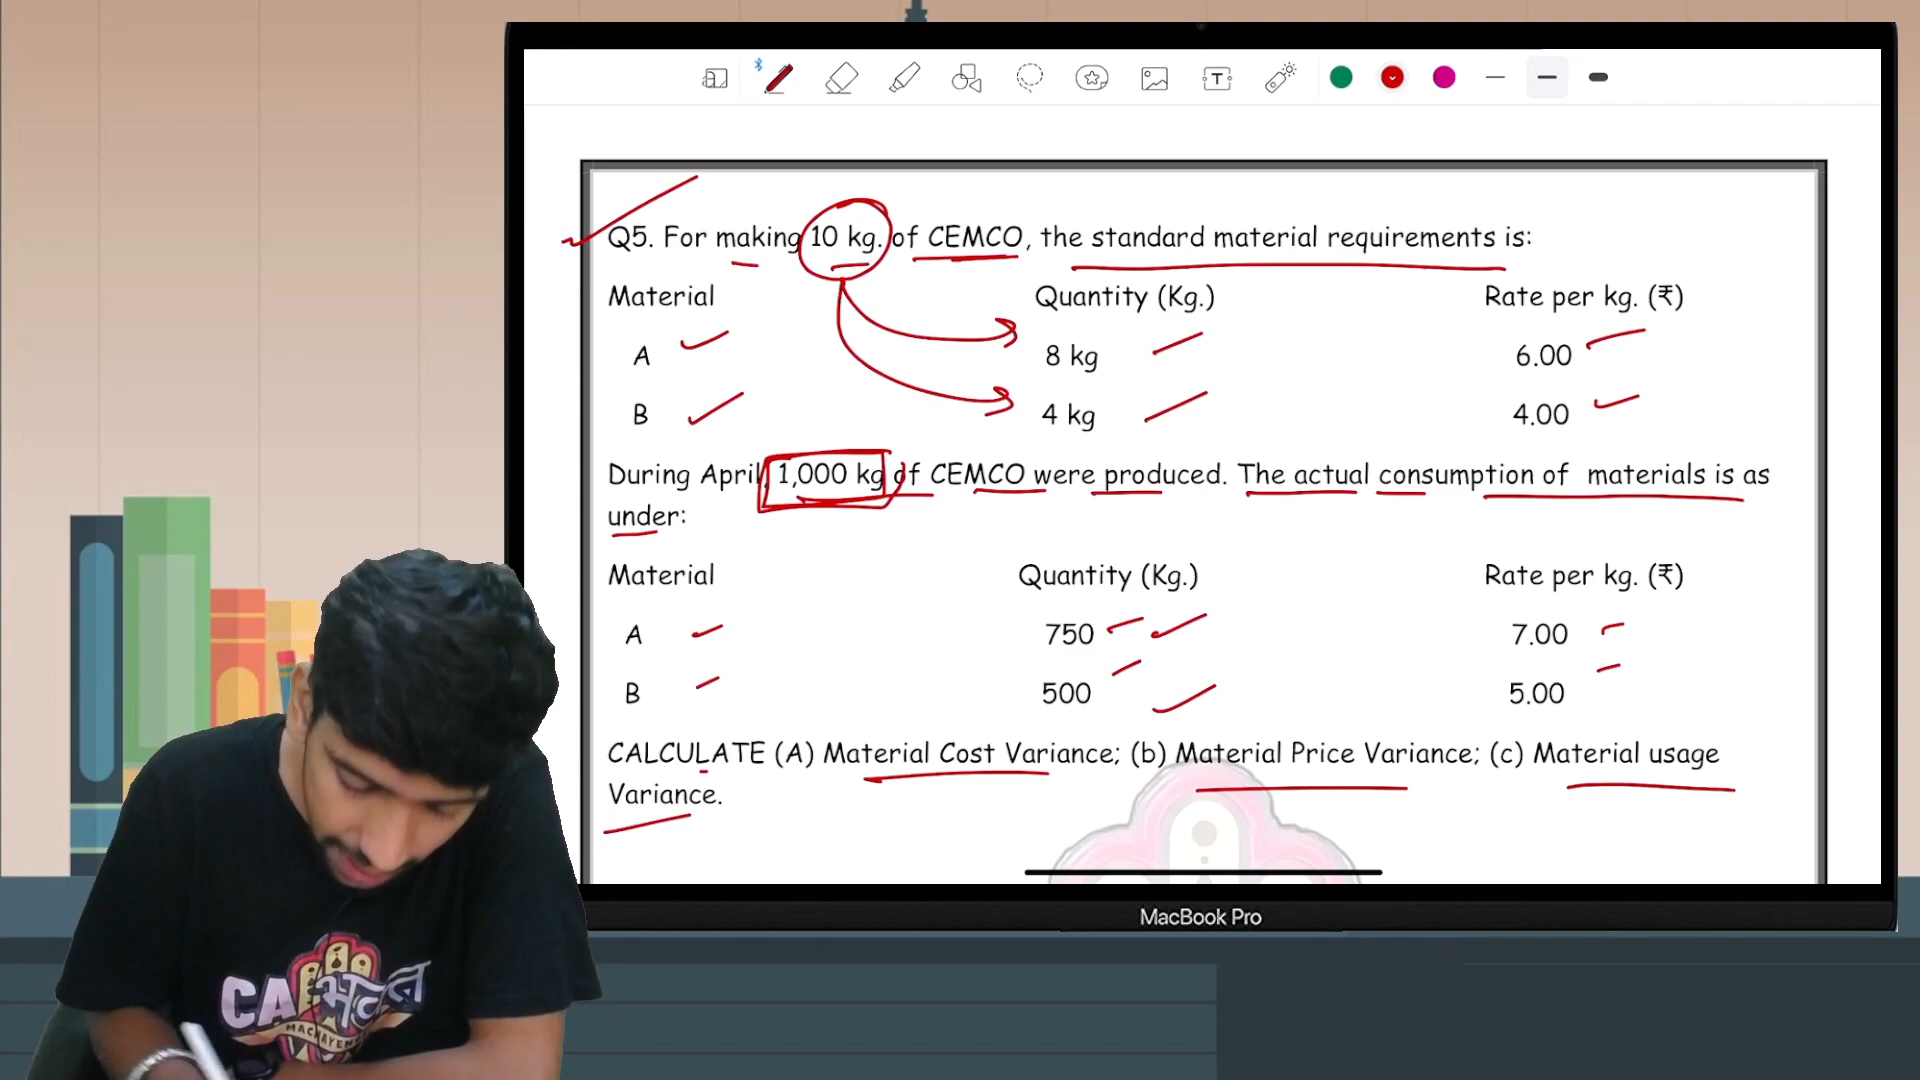 Q5. For making 10 kg. of CEMCO, the standard material requirements is:
Material Quantity (Kg.) Rate per kg. (₹)
A 8 kg 6.00
B 4 kg 4.00
During April, 1,000 kg of CEMCO were produced. The actual consumption of materials is as
under:
Material Quantity (Kg.) Rate per kg. (₹)
A 750 7.00
B 500 5.00
CALCULATE (A) Material Cost Variance; (b) Material Price Variance; (c) Material usage
Variance.
MacBook Pro
CA भगवान